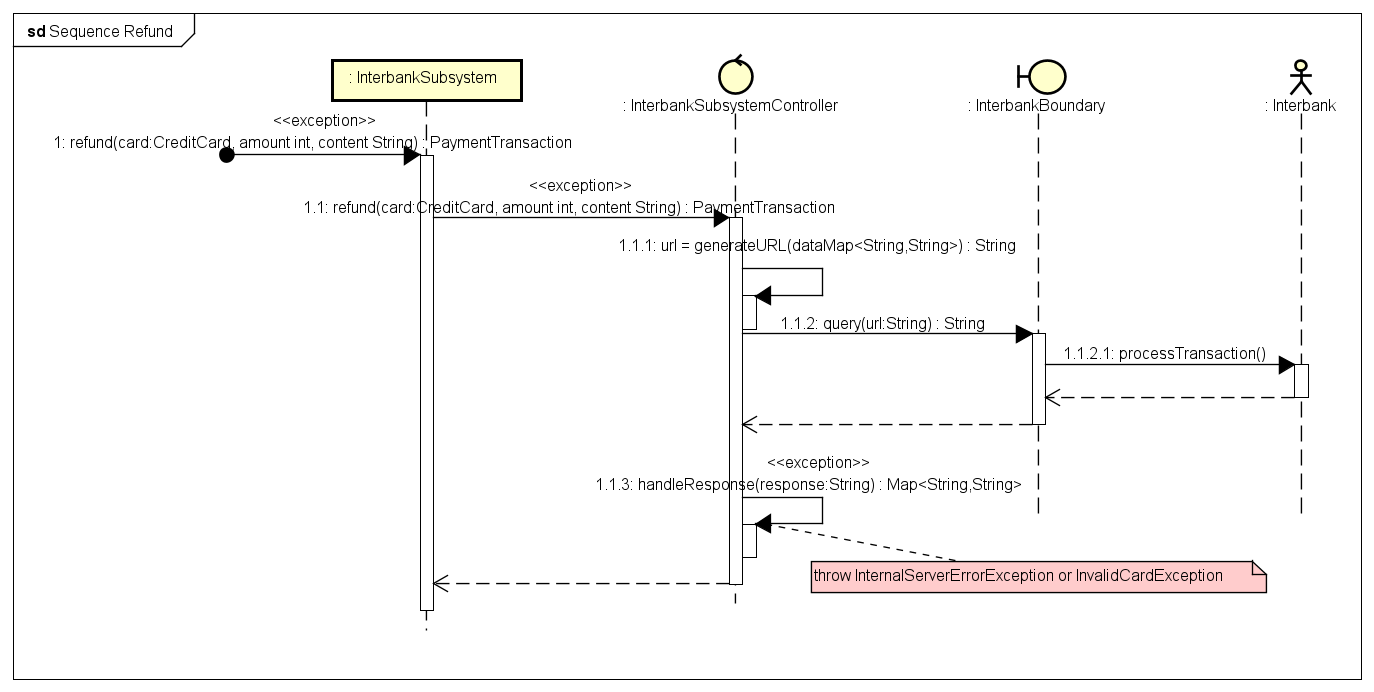 sd Sequence Refund
: InterbankSubsystem
: InterbankSubsystemController
: InterbankBoundary
: Interbank
<<exception>>
1: refund(card:CreditCard, amount int, content String) : PaymentTransaction
<<exception>>
1.1: refund(card:CreditCard, amount int, content String) : PaymentTransaction
1.1.1: url = generateURL(dataMap<String,String>) : String
1.1.2: query(url:String) : String
1.1.2.1: processTransaction()
<<exception>>
1.1.3: handleResponse(response:String) : Map<String,String>
throw InternalServerErrorException or InvalidCardException